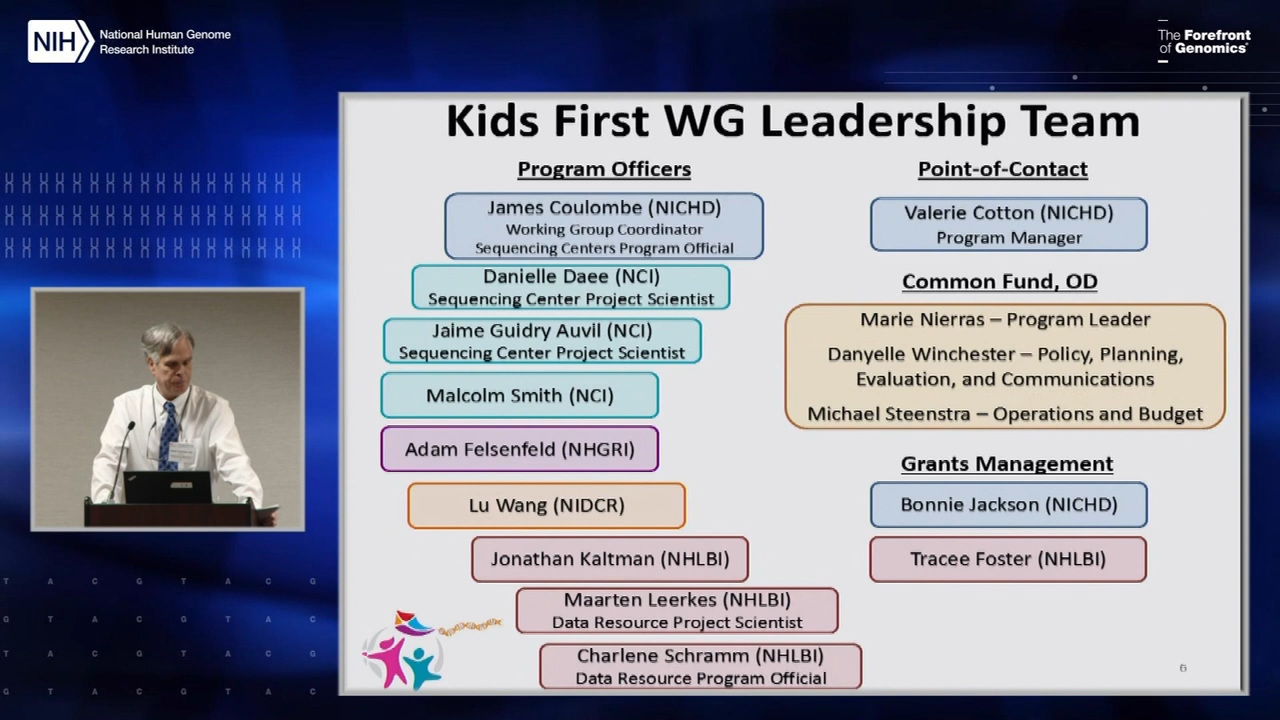 NIH National Human Genome
Research Institute
The Forefront
of Genomics
Kids First WG Leadership Team
Program Officers
James Coulombe (NICHD)
Working Group Coordinator
Sequencing Centers Program Official
Danielle Daee (NCI)
Sequencing Center Project Scientist
Jaime Guidry Auvil (NCI)
Sequencing Center Project Scientist
Malcolm Smith (NCI)
Adam Felsenfeld (NHGRI)
Lu Wang (NIDCR)
Jonathan Kaltman (NHLBI)
Maarten Leerkes (NHLBI)
Data Resource Project Scientist
Charlene Schramm (NHLBI)
Data Resource Program Official
Point-of-Contact
Valerie Cotton (NICHD)
Program Manager
Common Fund, OD
Marie Nierras – Program Leader
Danyelle Winchester – Policy, Planning,
Evaluation, and Communications
Michael Steenstra – Operations and Budget
Grants Management
Bonnie Jackson (NICHD)
Tracee Foster (NHLBI)
6
T A C G T A C G
G T A C G T A C
T A C G T A C G
G T A C G T A C